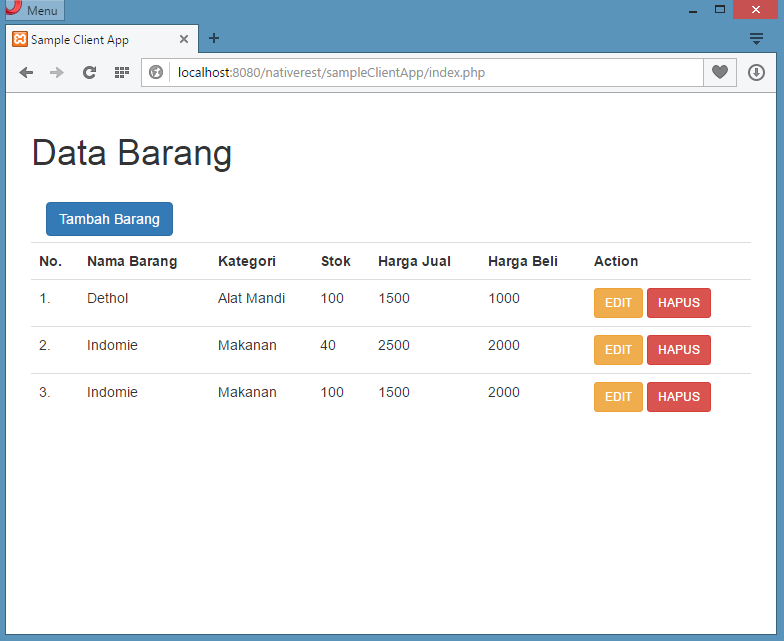 Menu
Sample Client App
localhost:8080/nativerest/sampleClientApp/index.php
Data Barang
Tambah Barang
No. Nama Barang Kategori Stok Harga Jual Harga Beli Action
1. Dethol Alat Mandi 100 1500 1000 EDIT HAPUS
2. Indomie Makanan 40 2500 2000 EDIT HAPUS
3. Indomie Makanan 100 1500 2000 EDIT HAPUS